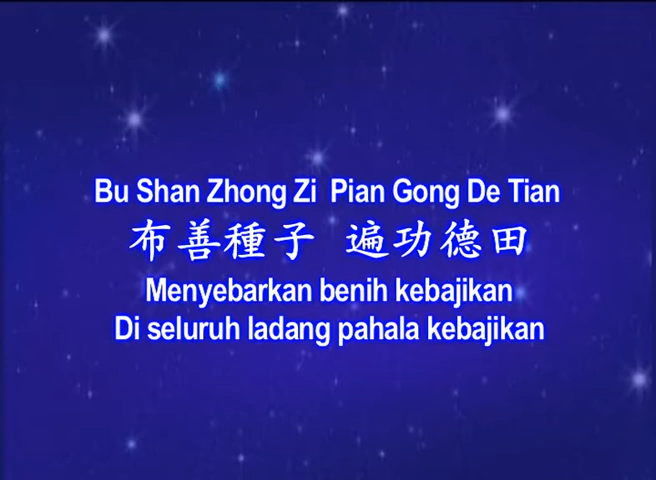 Bu Shan Zhong Zi Pian Gong De Tian
布善種子 遍功德田
Menyebarkan benih kebajikan
Di seluruh ladang pahala kebajikan